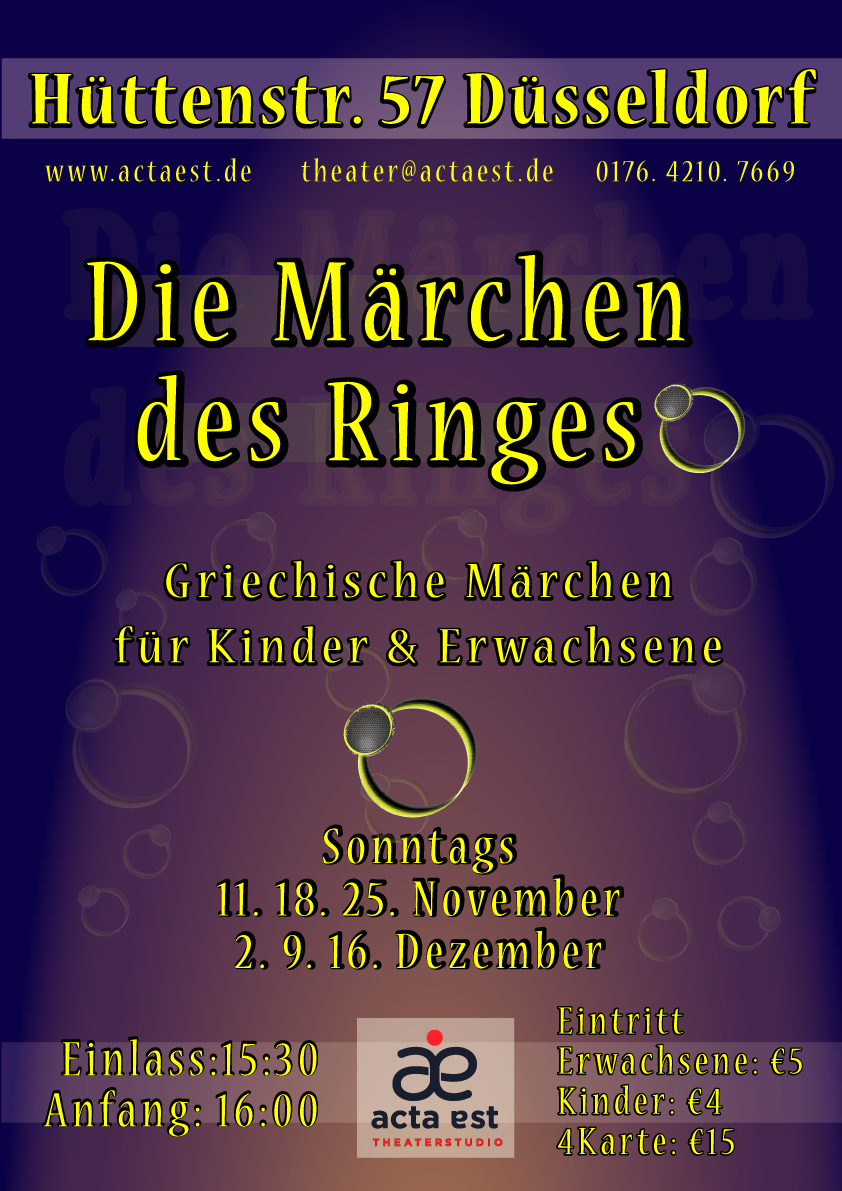 Hüttenstr. 57 Düsseldorf
www.actaest.de theater@actaest.de 0176. 4210. 7669
Die Märchen
des Ringes
Griechische Märchen
für Kinder & Erwachsene
Sonntags
11. 18. 25. November
2. 9. 16. Dezember
Einlass:15:30
Anfang: 16:00
æ
acta est
THEATERSTUDIO
Eintritt
Erwachsene: €5
Kinder: €4
4Karte: €15